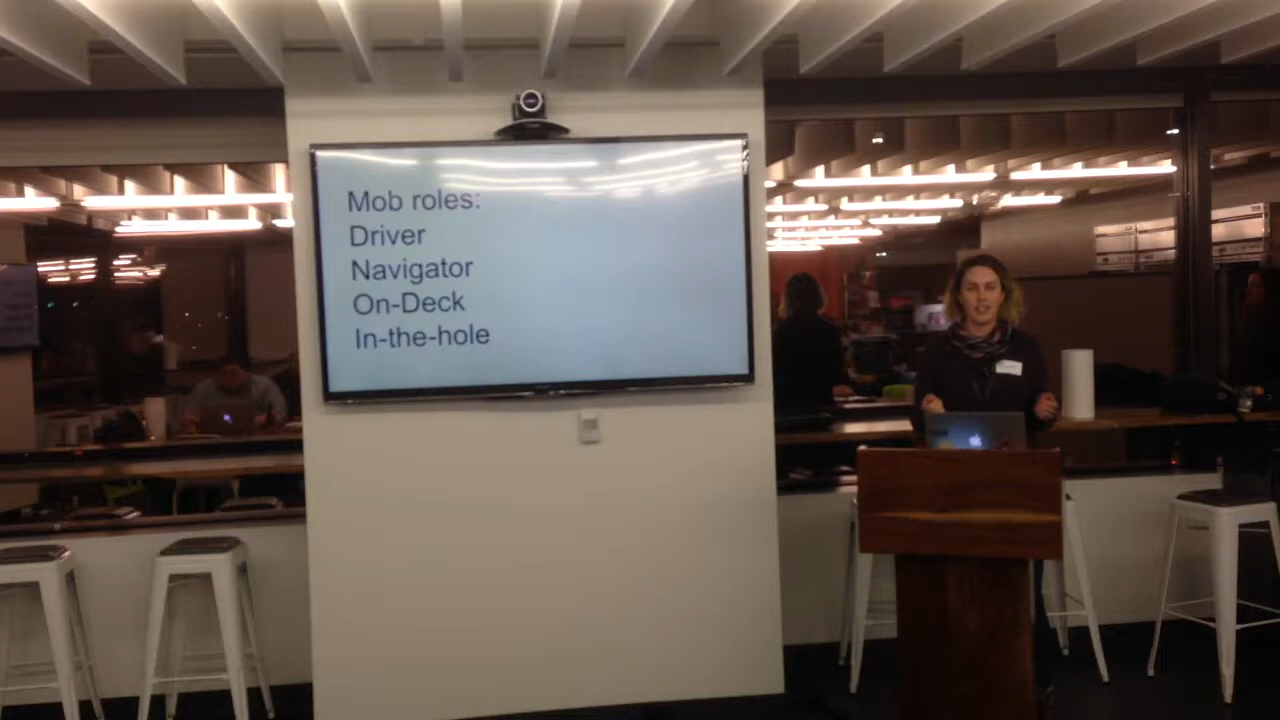 Mob roles:
Driver
Navigator
On-Deck
In-the-hole